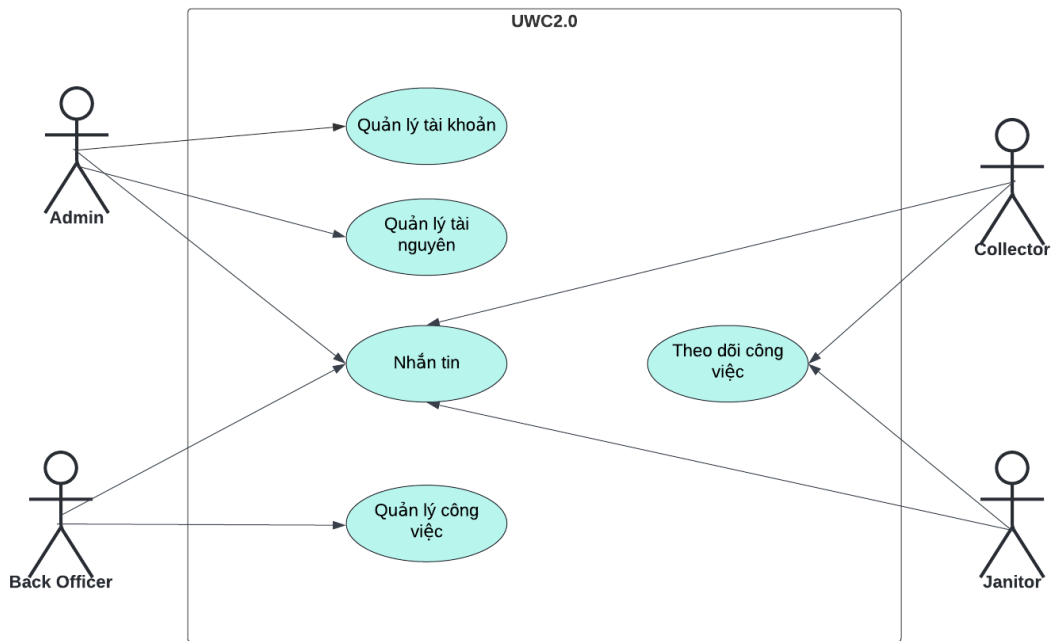 UWC2.0
Quản lý tài khoản
Admin
Quản lý tài
nguyên
Collector
Nhắn tin
Theo dõi công
việc
Quản lý công
việc
Back Officer
Janitor